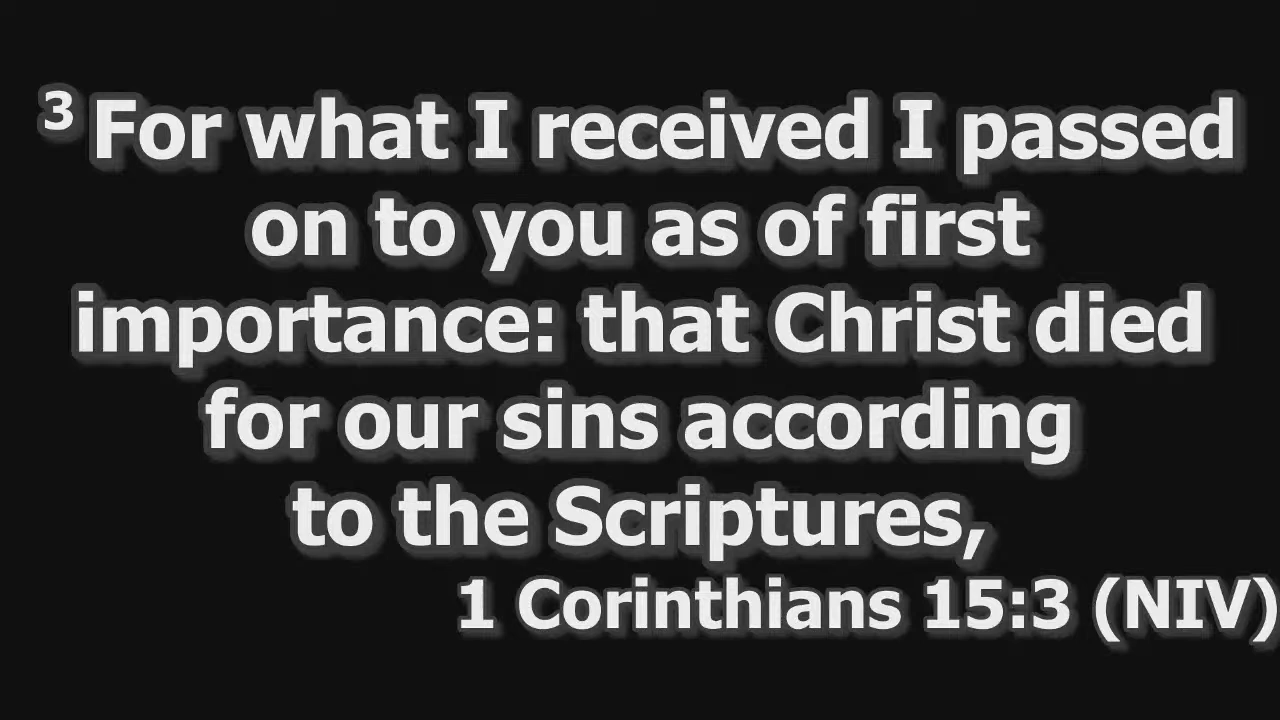 3 For what I received I passed
on to you as of first
importance: that Christ died
for our sins according
to the Scriptures,
1 Corinthians 15:3 (NIV)